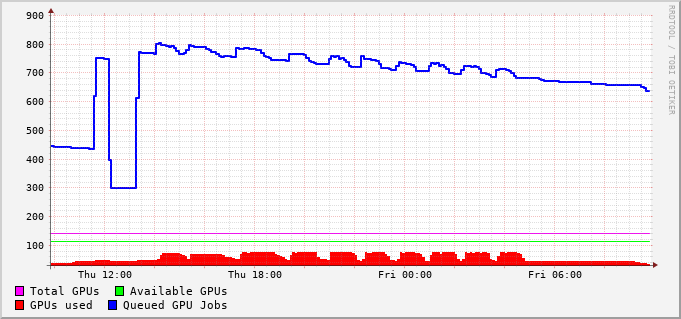 900
800
700
600
500
400
300
200
100
Thu 12:00 Thu 18:00 Fri 00:00 Fri 06:00
Total GPUs Available GPUs
GPUs used Queued GPU Jobs
RRDTOOL / TOBI OETIKER